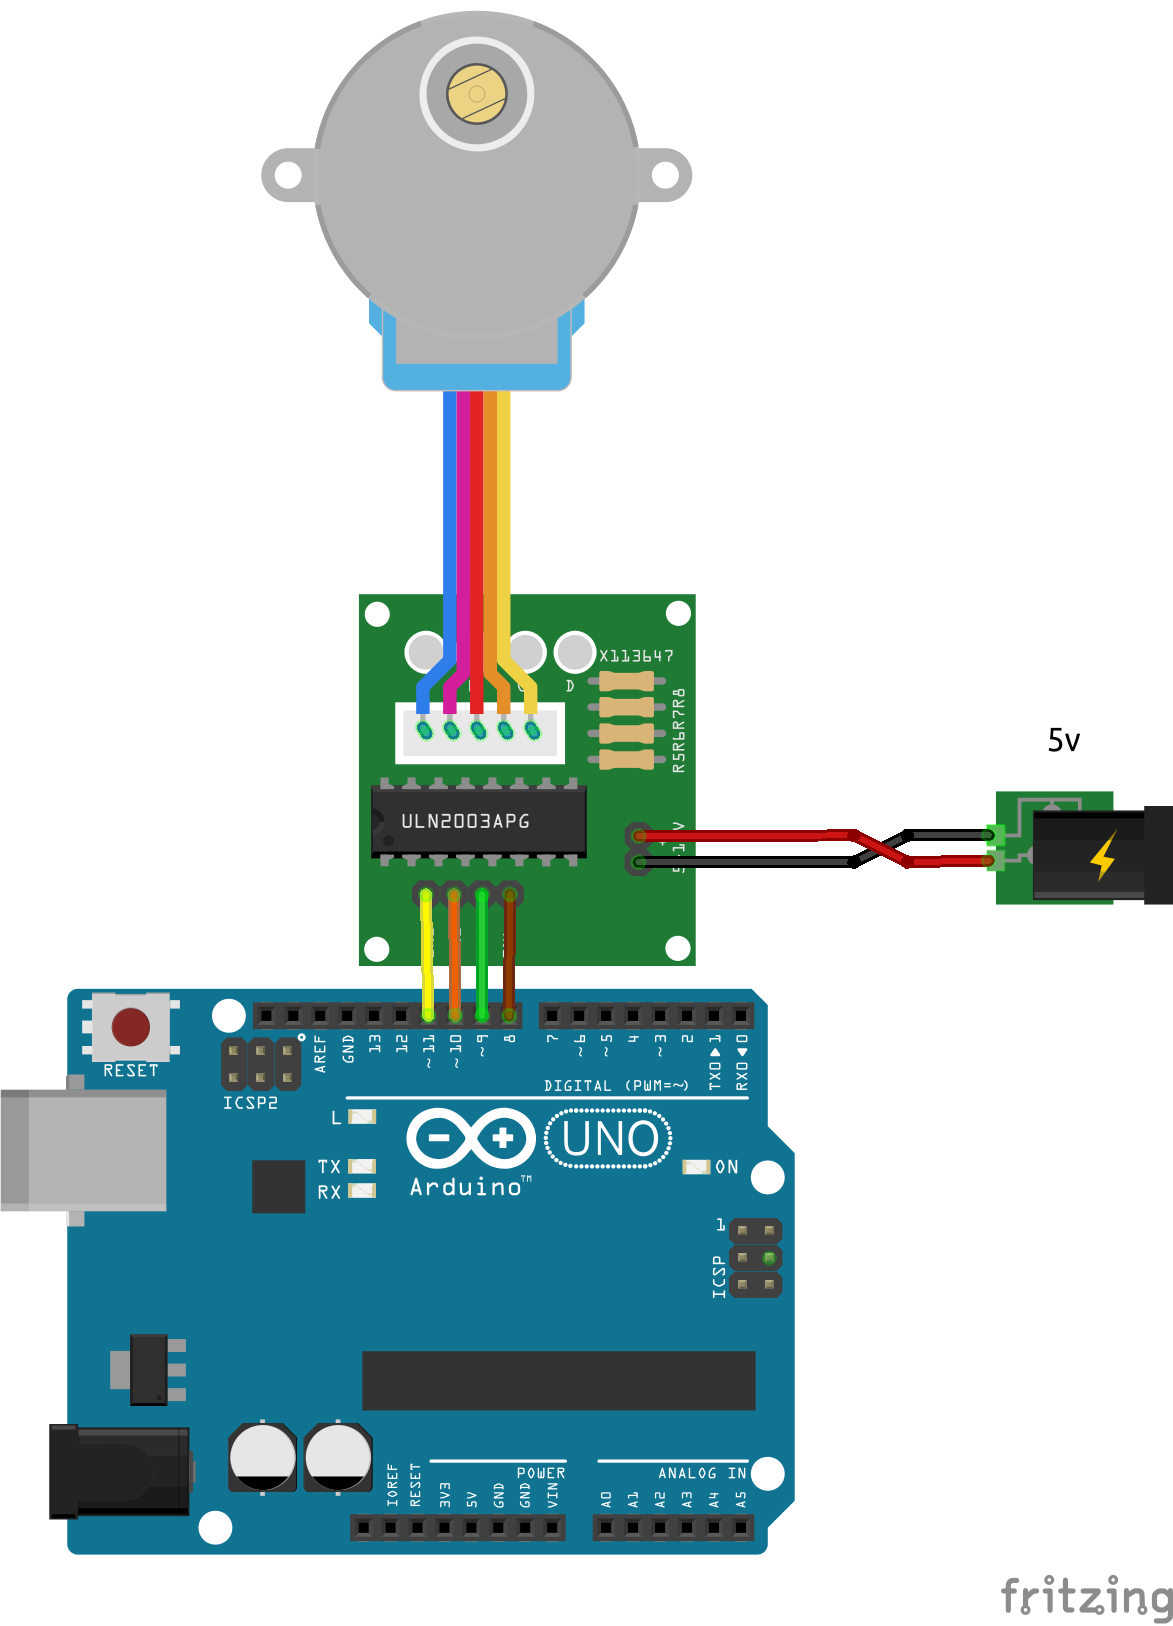 D
X113647
R5R6R7R8
ULN2003APG
5v
RESET
ICSP2
AREF
GND
13
12
~11
~10
~9
8
7
~6
~5
4
~3
2
TX0▶1
RX0◀0
DIGITAL (PWM=~)
L
TX
RX
UNO
Arduino™
ON
1
ICSP
IOREF
RESET
3V3
5V
GND
GND
VIN
POWER
ANALOG IN
A0
A1
A2
A3
A4
A5
fritzing